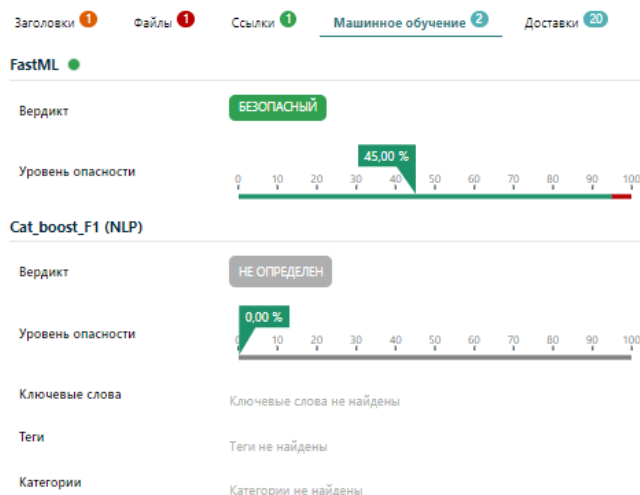 Заголовки 1 Файлы 1 Ссылки 1 Машинное обучение 2 Доставки 20
FastML
Вердикт БЕЗОПАСНЫЙ
45,00 %
Уровень опасности
0 10 20 30 40 50 60 70 80 90 100
Cat_boost_F1 (NLP)
Вердикт НЕ ОПРЕДЕЛЕН
0,00 %
Уровень опасности
0 10 20 30 40 50 60 70 80 90 100
Ключевые слова Ключевые слова не найдены
Теги Теги не найдены
Категории Категории не найдены